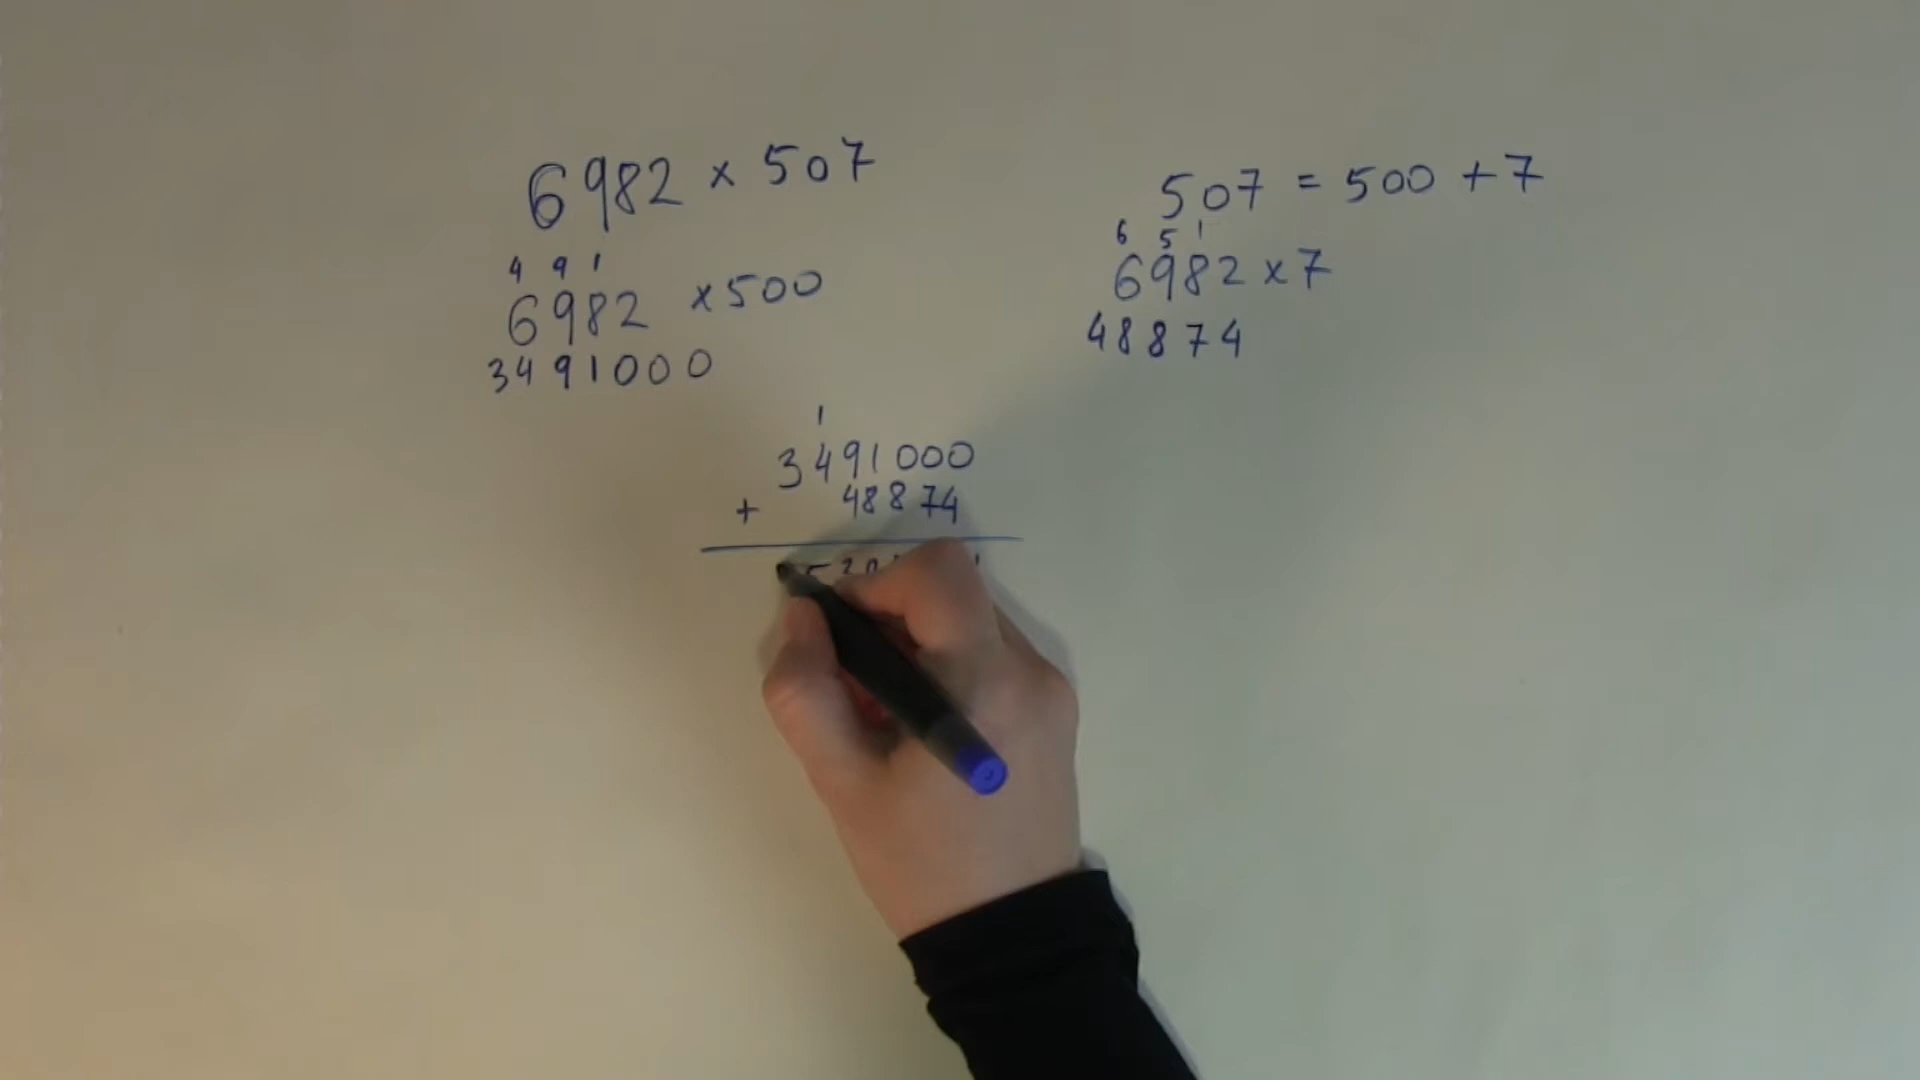 6982 x 507
4 9 1
6982 x 500
3491000
507 = 500 + 7
6 5 1
6982 x 7
48874
1
3491000
+ 48874